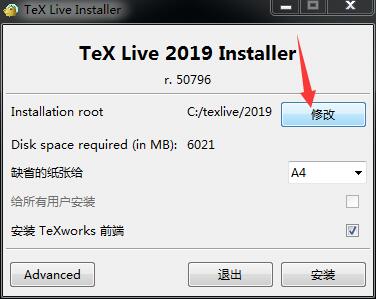 TeX Live Installer
TeX Live 2019 Installer
r. 50796
Installation root C:/texlive/2019 修改
Disk space required (in MB): 6021
缺省的纸张给 A4
给所有用户安装
安装 TeXworks 前端
Advanced 退出 安装